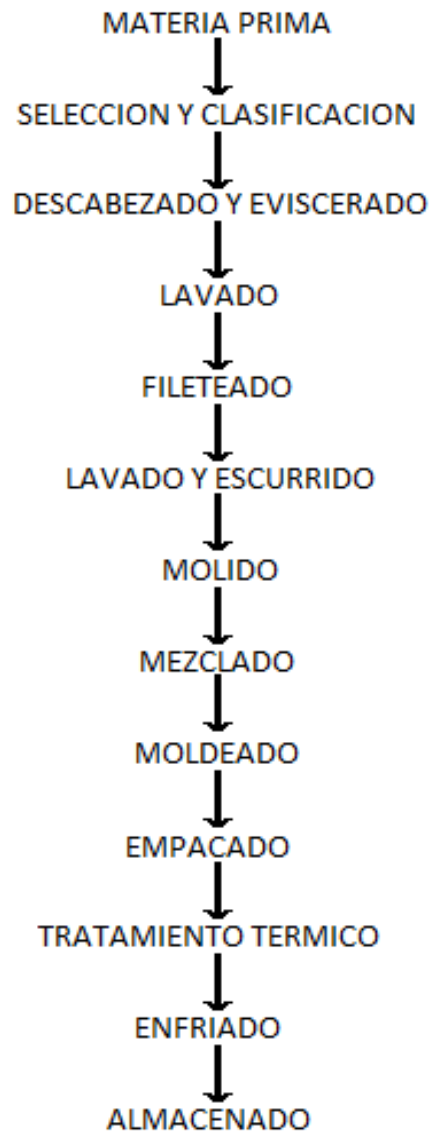 MATERIA PRIMA
SELECCION Y CLASIFICACION
DESCABEZADO Y EVISCERADO
LAVADO
FILETEADO
LAVADO Y ESCURRIDO
MOLIDO
MEZCLADO
MOLDEADO
EMPACADO
TRATAMIENTO TERMICO
ENFRIADO
ALMACENADO